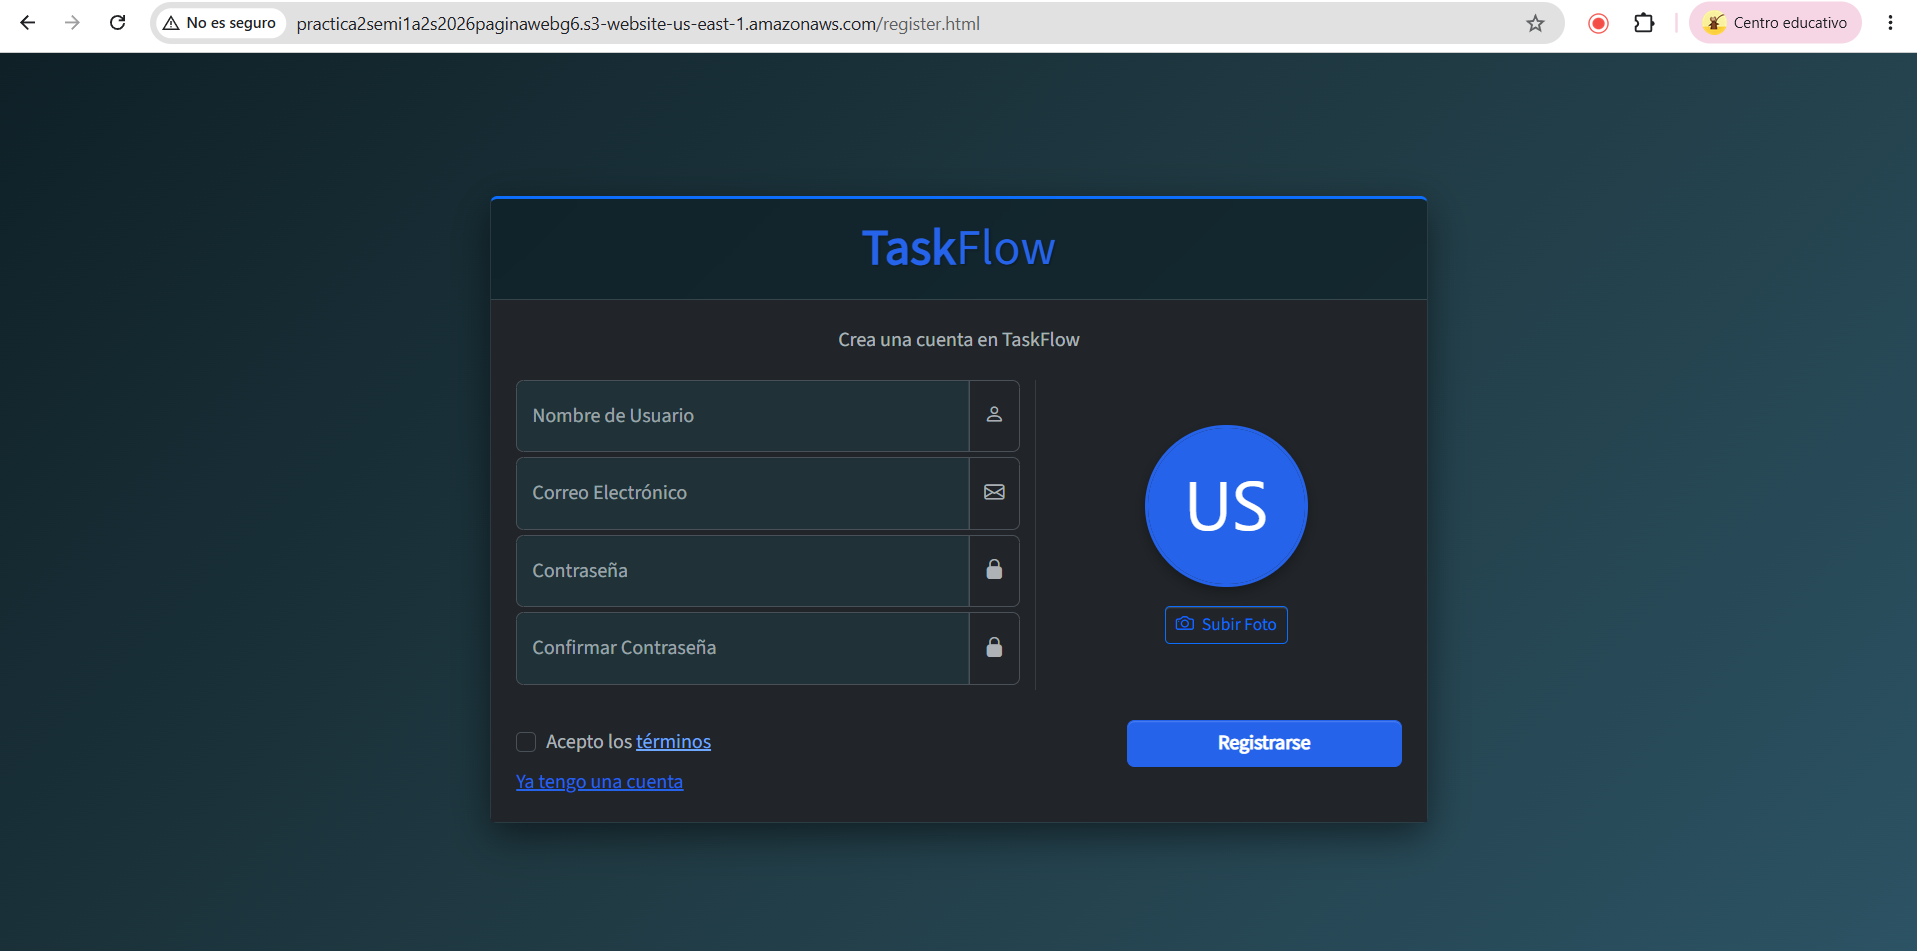 No es seguro
practica2semi1a2s2026paginawebg6.s3-website-us-east-1.amazonaws.com/register.html
Centro educativo
TaskFlow
Crea una cuenta en TaskFlow
Nombre de Usuario
Correo Electrónico
Contraseña
Confirmar Contraseña
US
Subir Foto
Acepto los términos
Registrarse
Ya tengo una cuenta